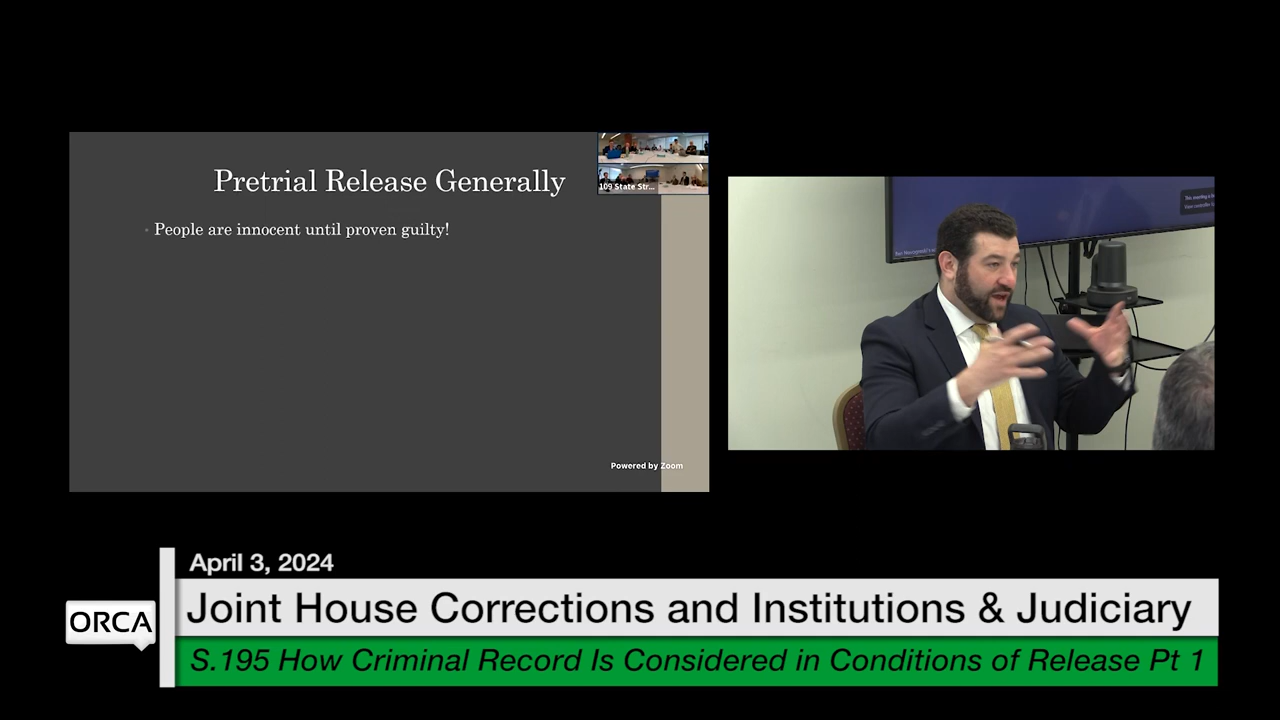 Pretrial Release Generally
People are innocent until proven guilty!
109 State Str...
Powered by Zoom
April 3, 2024
ORCA
Joint House Corrections and Institutions & Judiciary
S.195 How Criminal Record Is Considered in Conditions of Release Pt 1